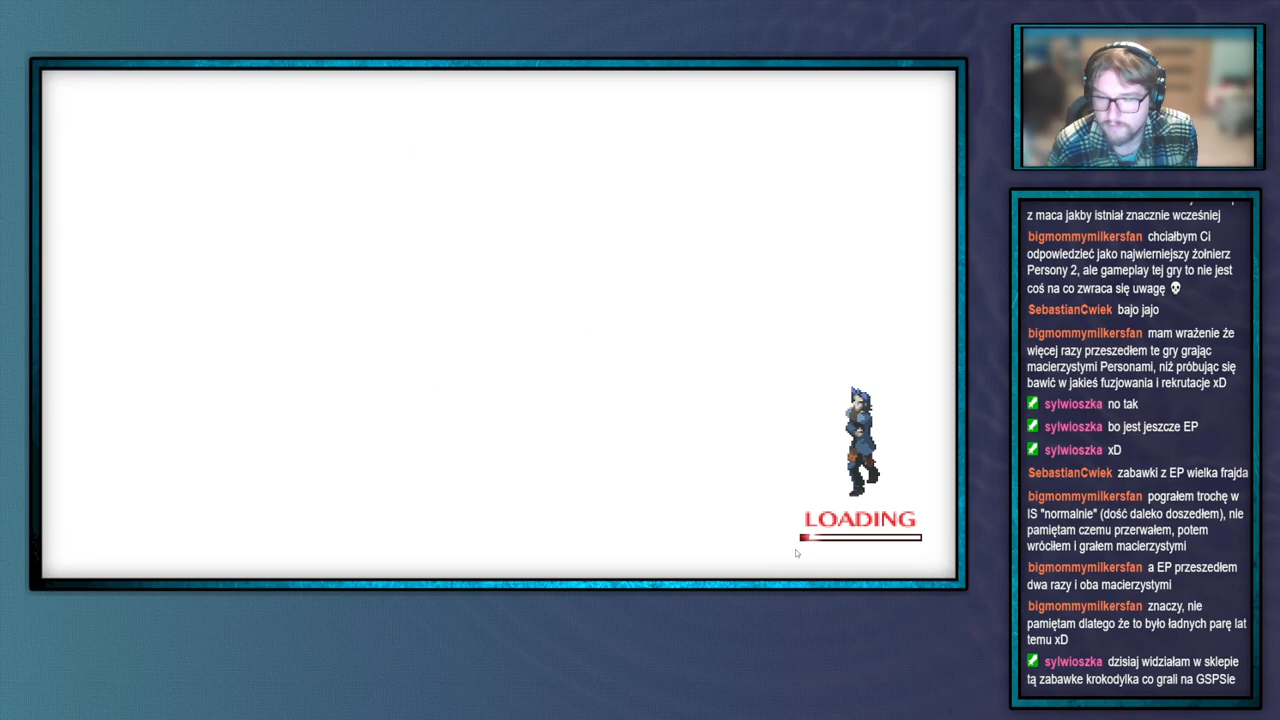 LOADING
z maca jakby istniał znacznie wcześniej
bigmommymilkersfan chciałbym Ci
odpowiedzieć jako najwierniejszy żołnierz
Persony 2, ale gameplay tej gry to nie jest
coś na co zwraca się uwagę 💀
SebastianCwiek bajo jajo
bigmommymilkersfan mam wrażenie że
więcej razy przeszedłem te gry grając
macierzystymi Personami, niż próbując się
bawić w jakieś fuzjowania i rekrutacje xD
sylwioszka no tak
sylwioszka bo jest jeszcze EP
sylwioszka xD
SebastianCwiek zabawki z EP wielka frajda
bigmommymilkersfan pograłem trochę w
IS "normalnie" (dość daleko doszedłem), nie
pamiętam czemu przerwałem, potem
wróciłem i grałem macierzystymi
bigmommymilkersfan a EP przeszedłem
dwa razy i oba macierzystymi
bigmommymilkersfan znaczy, nie
pamiętam dlatego że to było ładnych parę lat
temu xD
sylwioszka dzisiaj widziałam w sklepie
tą zabawke krokodylka co grali na GSPSie